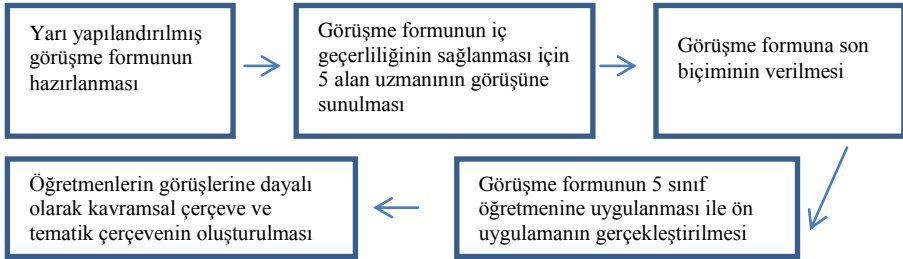 Yarı yapılandırılmış
görüşme formunun
hazırlanması
Görüşme formunun iç
geçerliliğinin sağlanması için
5 alan uzmanının görüşüne
sunulması
Görüşme formuna son
biçiminin verilmesi
Görüşme formunun 5 sınıf
öğretmenine uygulanması ile ön
uygulamanın gerçekleştirilmesi
Öğretmenlerin görüşlerine dayalı
olarak kavramsal çerçeve ve
tematik çerçevenin oluşturulması